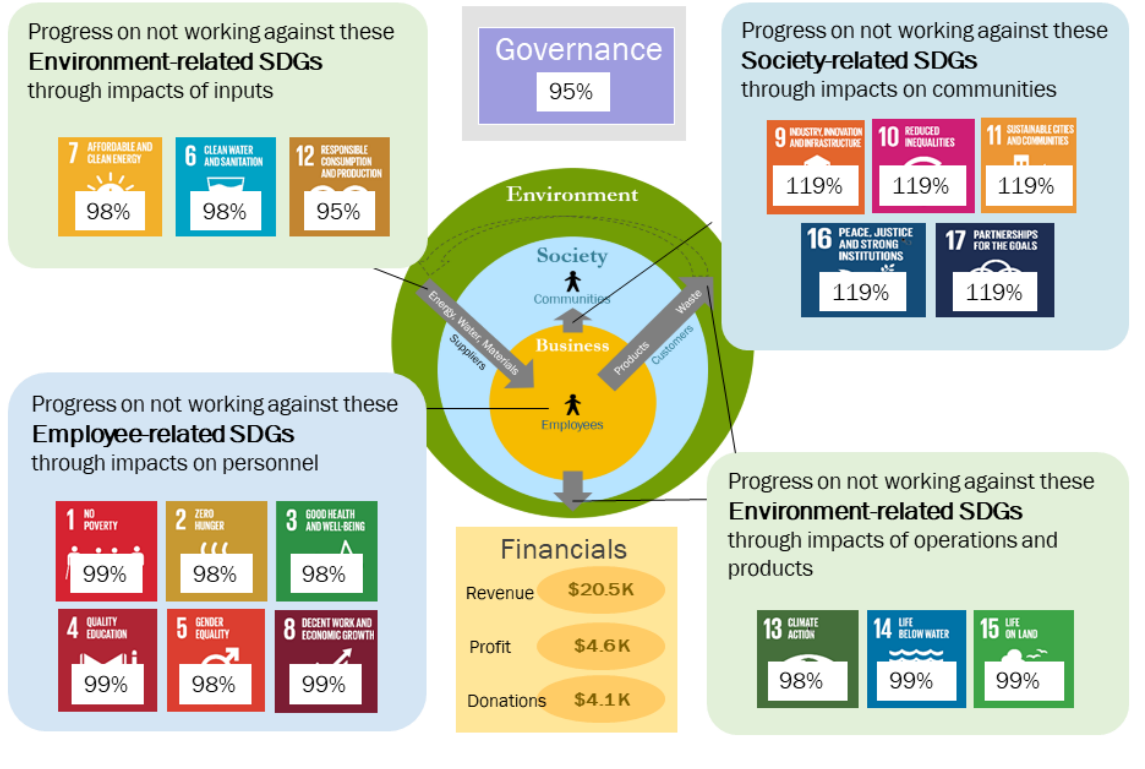 Progress on not working against these
Environment-related SDGs
through impacts of inputs
7 AFFORDABLE AND
CLEAN ENERGY
98%
6 CLEAN WATER
AND SANITATION
98%
12 RESPONSIBLE
CONSUMPTION
AND PRODUCTION
95%
Governance
95%
Progress on not working against these
Society-related SDGs
through impacts on communities
9 INDUSTRY, INNOVATION
AND INFRASTRUCTURE
119%
10 REDUCED
INEQUALITIES
119%
11 SUSTAINABLE CITIES
AND COMMUNITIES
119%
16 PEACE, JUSTICE
AND STRONG
INSTITUTIONS
119%
17 PARTNERSHIPS
FOR THE GOALS
119%
Environment
Society
Communities
Energy, Water, Materials
Suppliers
Business
Waste
Products
Customers
Employees
Progress on not working against these
Employee-related SDGs
through impacts on personnel
1 NO
POVERTY
99%
2 ZERO
HUNGER
98%
3 GOOD HEALTH
AND WELL-BEING
98%
4 QUALITY
EDUCATION
99%
5 GENDER
EQUALITY
98%
8 DECENT WORK AND
ECONOMIC GROWTH
99%
Financials
Revenue $20.5K
Profit $4.6K
Donations $4.1K
Progress on not working against these
Environment-related SDGs
through impacts of operations and
products
13 CLIMATE
ACTION
98%
14 LIFE
BELOW WATER
99%
15 LIFE
ON LAND
99%